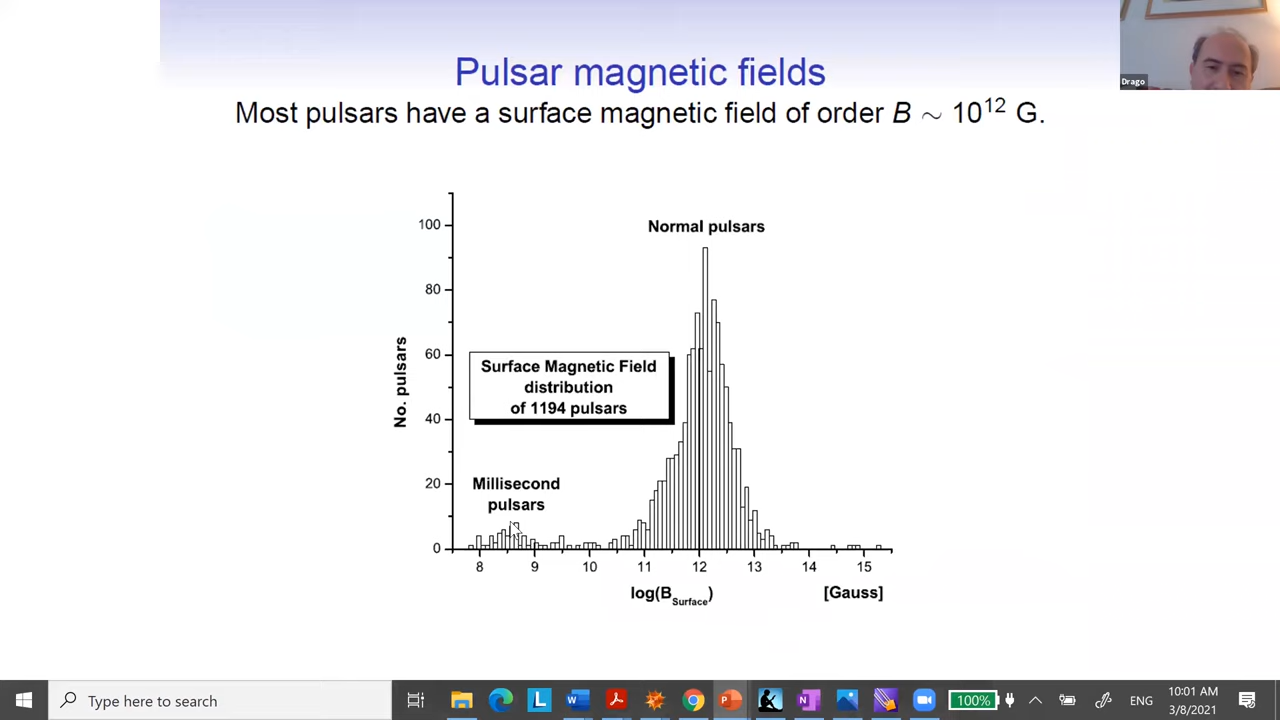 Pulsar magnetic fields
Drago
Most pulsars have a surface magnetic field of order B ∼ 10¹² G.
Normal pulsars
100
80
60
40
20
0
No. pulsars
Surface Magnetic Field
distribution
of 1194 pulsars
Millisecond
pulsars
8 9 10 11 12 13 14 15
log(B_Surface) [Gauss]
Type here to search
100%
ENG
10:01 AM
3/8/2021